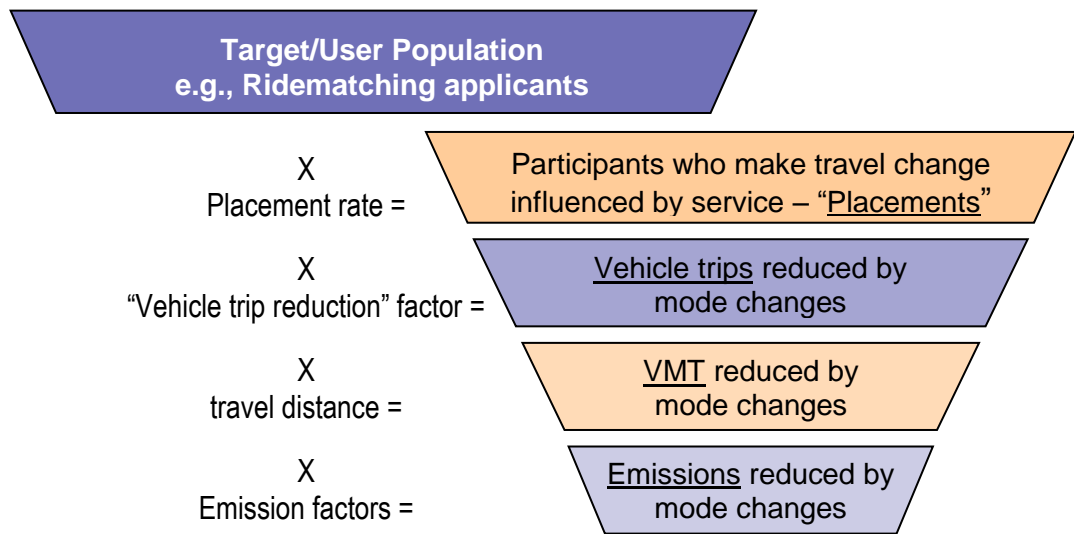 Target/User Population
e.g., Ridematching applicants
X
Placement rate =
Participants who make travel change
influenced by service – “Placements”
X
“Vehicle trip reduction” factor =
Vehicle trips reduced by
mode changes
X
travel distance =
VMT reduced by
mode changes
X
Emission factors =
Emissions reduced by
mode changes